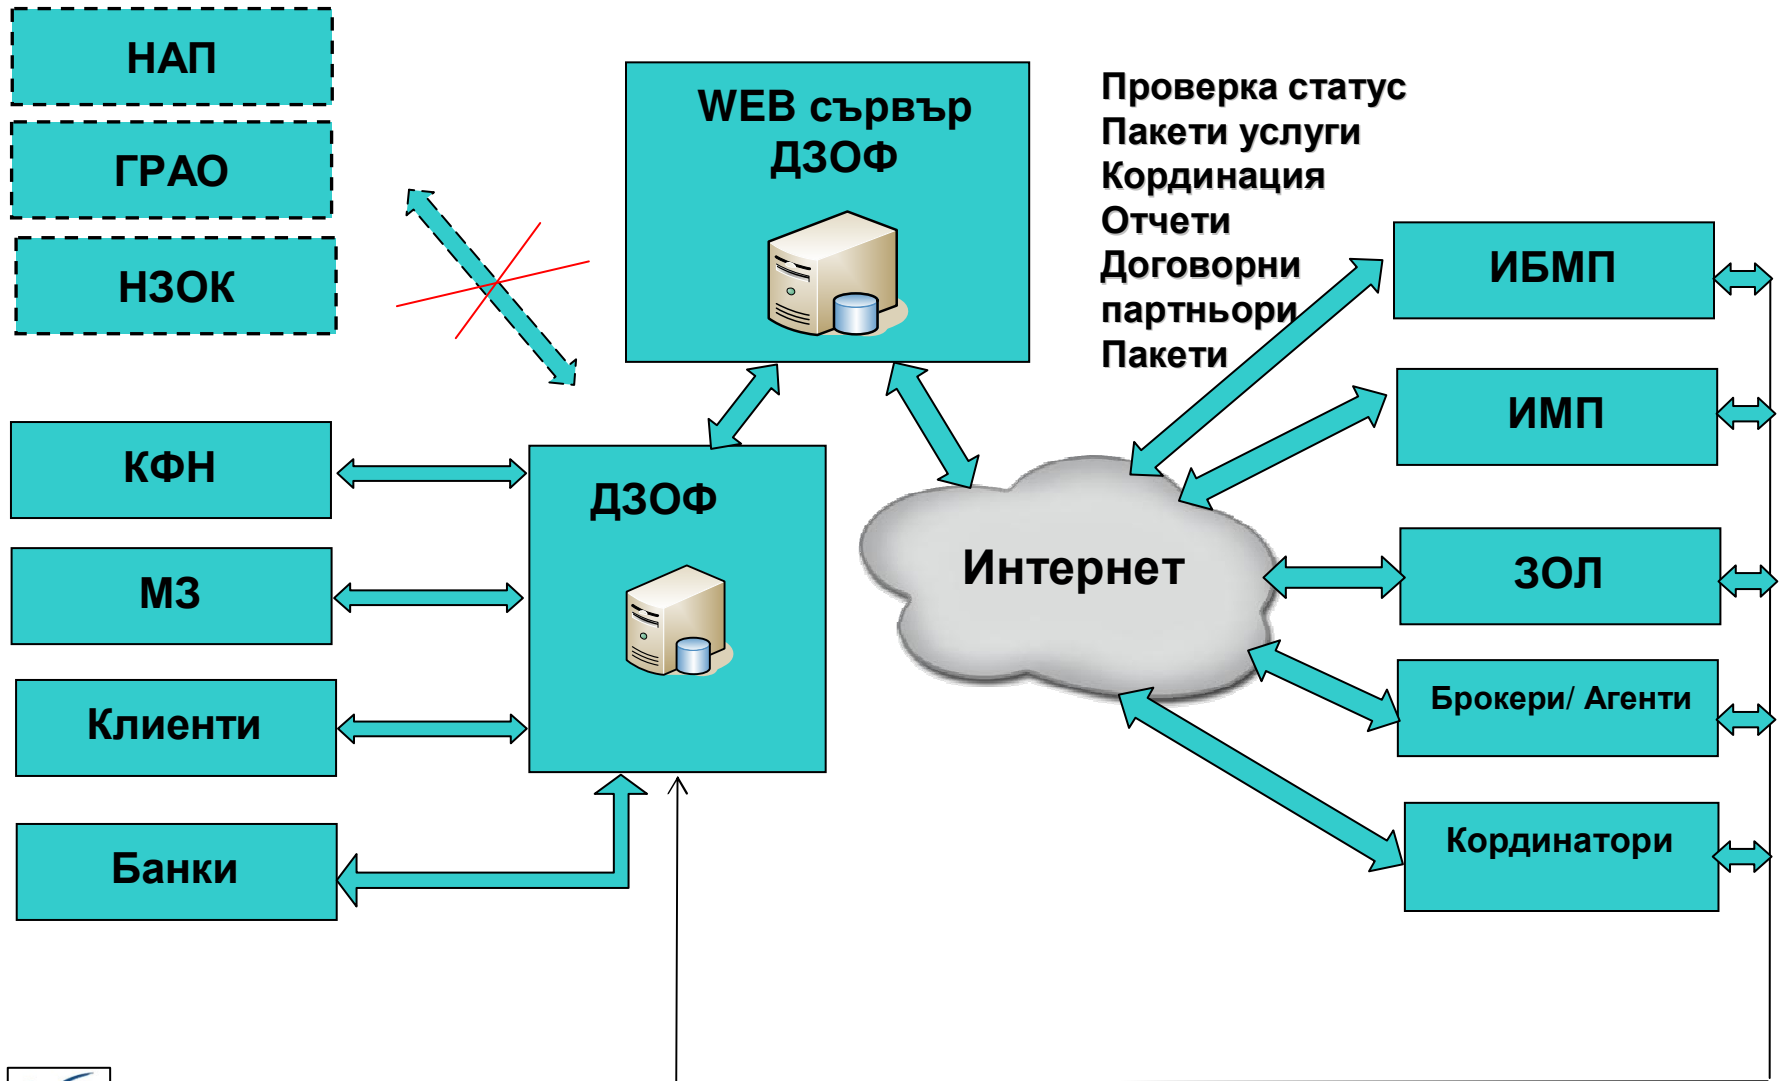 НАП
ГРАО
НЗОК
WEB сървър
ДЗОФ
Проверка статус
Пакети услуги
Кординация
Отчети
Договорни
партньори
Пакети
КФН
МЗ
Клиенти
Банки
ДЗОФ
Интернет
ИБМП
ИМП
ЗОЛ
Брокери/ Агенти
Кординатори